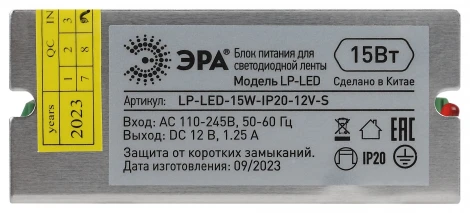 QC IN
1 2 3
7 8
years
2023
ЭРА
Блок питания для
светодиодной ленты
Модель LP-LED
15Вт
Сделано в Китае
Артикул: LP-LED-15W-IP20-12V-S
Вход: AC 110-245В, 50-60 Гц
Выход: DC 12 В, 1.25 А
Защита от коротких замыканий.
Дата изготовления: 09/2023
IP20
EAC